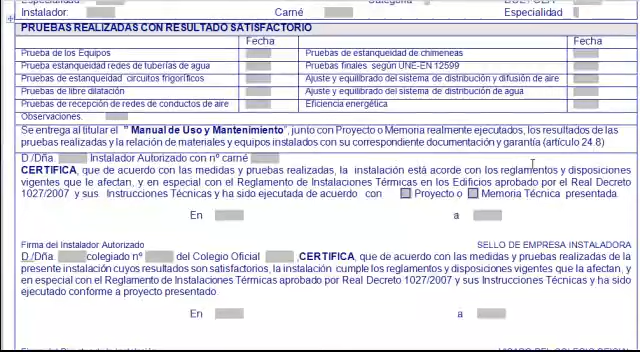 Instalador: Carné Especialidad
PRUEBAS REALIZADAS CON RESULTADO SATISFACTORIO
Fecha Fecha
Prueba de los Equipos Pruebas de estanqueidad de chimeneas
Prueba estanqueidad redes de tuberías de agua Pruebas finales según UNE-EN 12599
Pruebas de estanqueidad circuitos frigoríficos Ajuste y equilibrado del sistema de distribución y difusión de aire
Pruebas de libre dilatación Ajuste y equilibrado del sistema de distribución de agua
Pruebas de recepción de redes de conductos de aire Eficiencia energética
Observaciones.
Se entrega al titular el " Manual de Uso y Mantenimiento", junto con Proyecto o Memoria realmente ejecutados, los resultados de las
pruebas realizadas y la relación de materiales y equipos instalados con su correspondiente documentación y garantía (artículo 24.8)
D./Dña. Instalador Autorizado con nº carné
CERTIFICA, que de acuerdo con las medidas y pruebas realizadas, la instalación está acorde con los reglamentos y disposiciones
vigentes que le afectan, y en especial con el Reglamento de Instalaciones Térmicas en los Edificios aprobado por el Real Decreto
1027/2007 y sus Instrucciones Técnicas y ha sido ejecutada de acuerdo con Proyecto o Memoria Técnica presentada.
En a
Firma del Instalador Autorizado SELLO DE EMPRESA INSTALADORA
D./Dña. colegiado nº del Colegio Oficial ,CERTIFICA, que de acuerdo con las medidas y pruebas realizadas de la
presente instalación cuyos resultados son satisfactorios, la instalación cumple los reglamentos y disposiciones vigentes que la afectan, y
en especial con el Reglamento de Instalaciones Térmicas aprobado por Real Decreto 1027/2007 y sus Instrucciones Técnicas y ha sido
ejecutado conforme a proyecto presentado.
En a